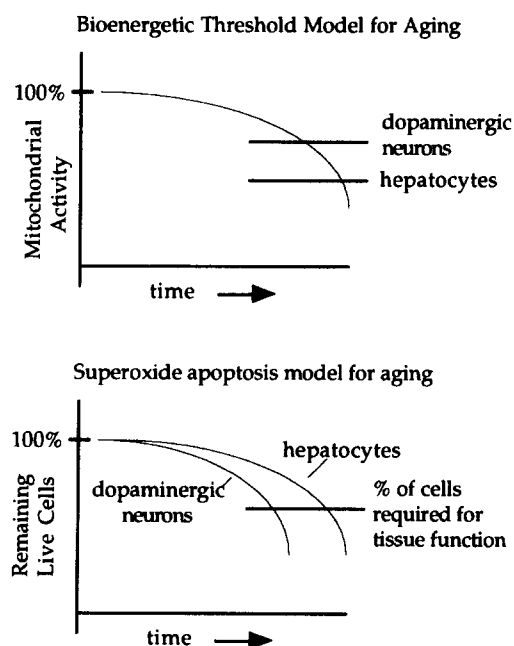 Bioenergetic Threshold Model for Aging
100%
dopaminergic
neurons
hepatocytes
Mitochondrial
Activity
time
Superoxide apoptosis model for aging
100%
hepatocytes
dopaminergic
neurons
% of cells
required for
tissue function
Remaining
Live Cells
time